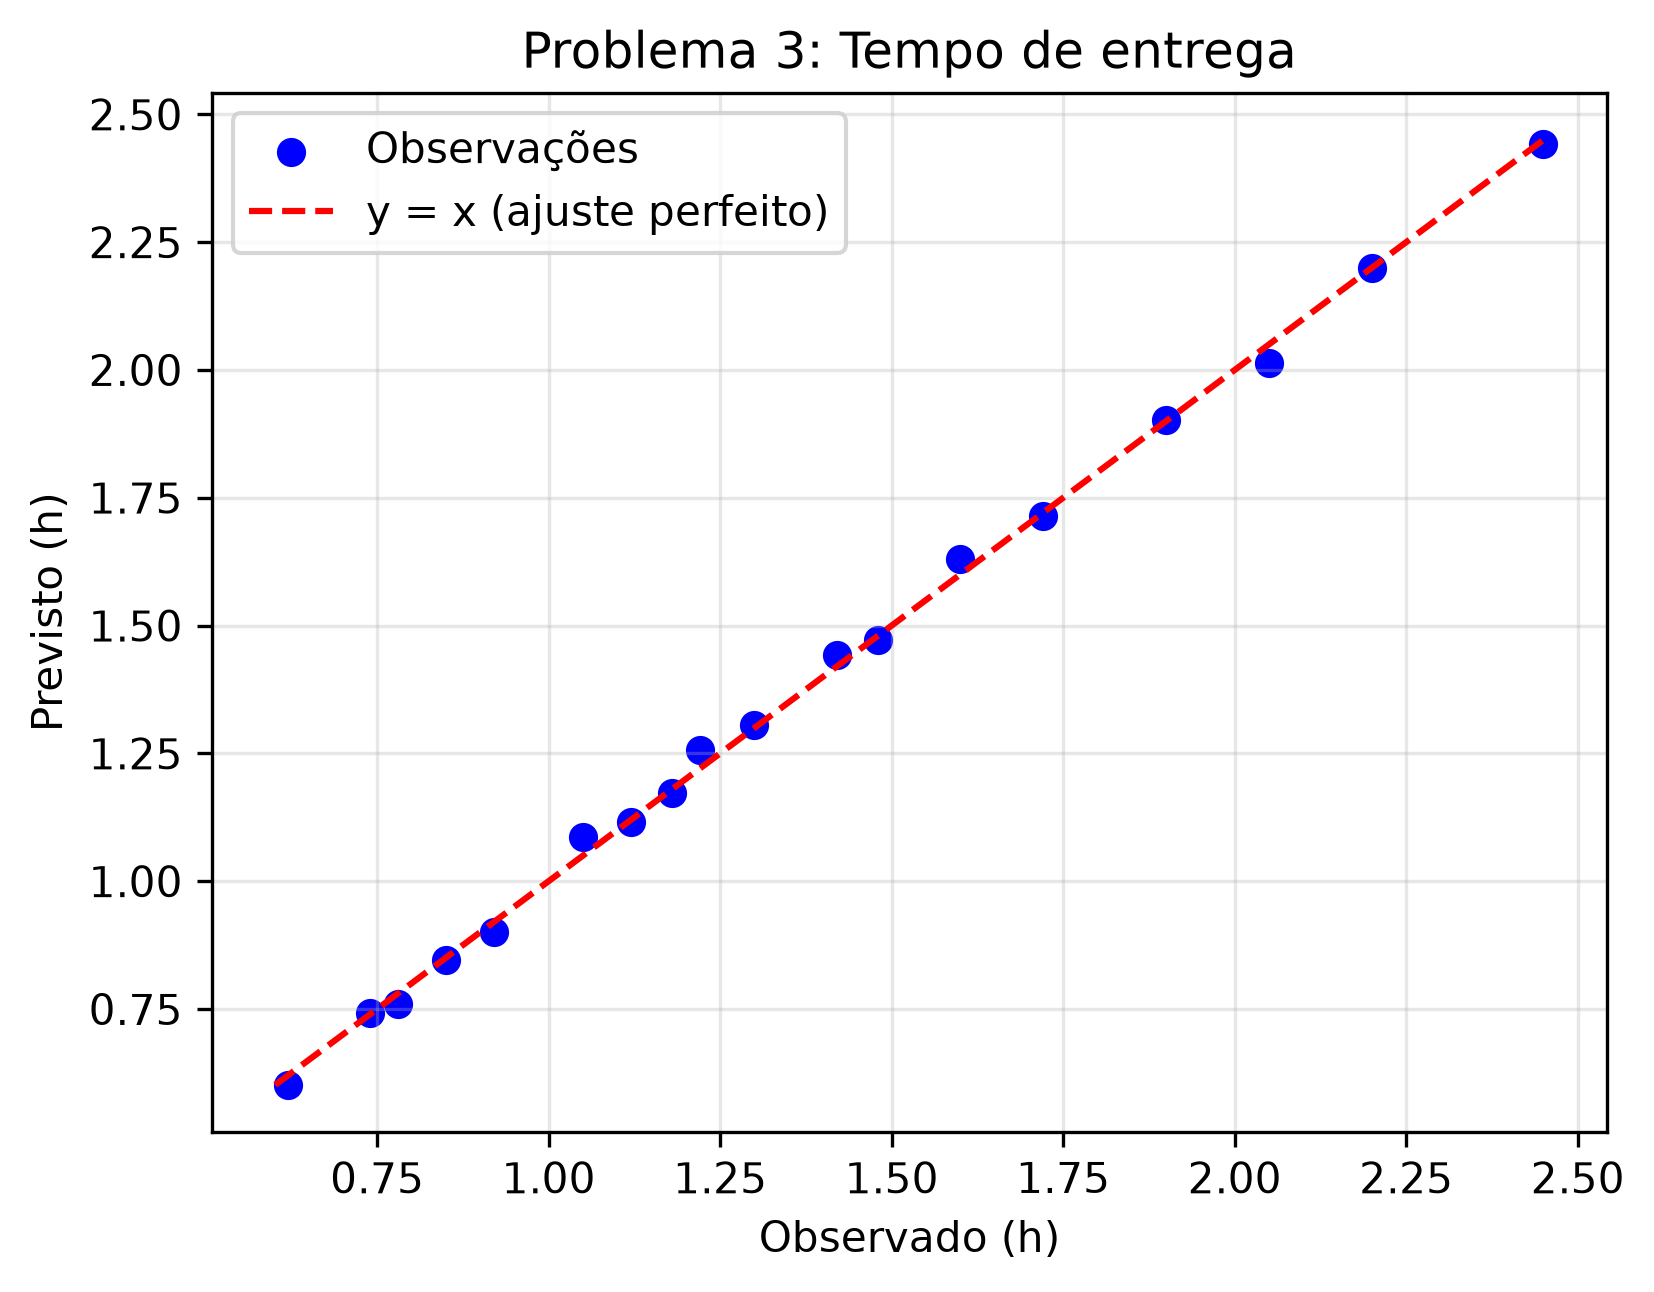 Problema 3: Tempo de entrega
Observações
y = x (ajuste perfeito)
2.50
2.25
2.00
1.75
1.50
1.25
1.00
0.75
Previsto (h)
0.75 1.00 1.25 1.50 1.75 2.00 2.25 2.50
Observado (h)